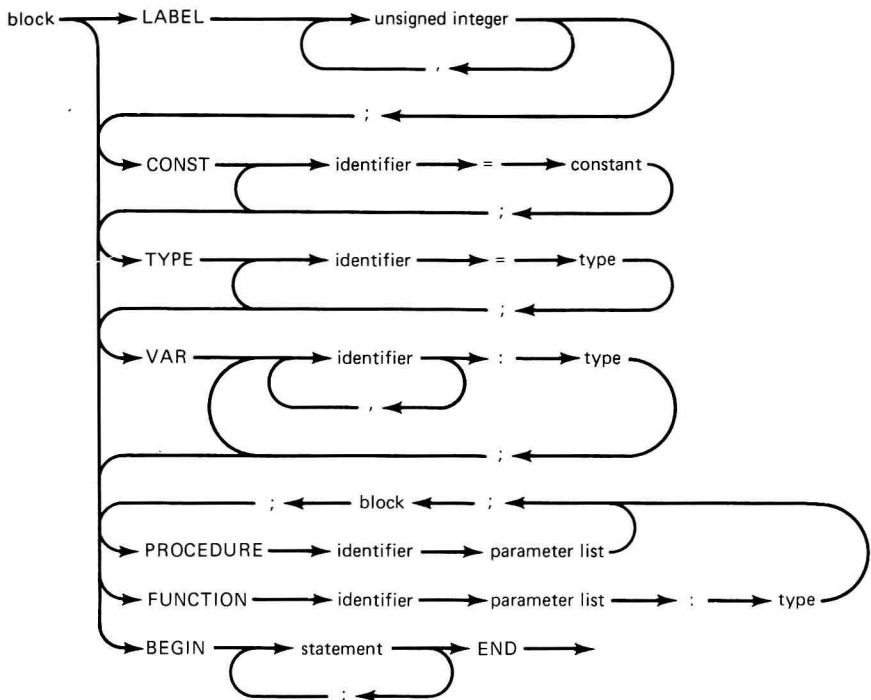 block LABEL unsigned integer
,
;
CONST identifier = constant
;
TYPE identifier = type
;
VAR identifier : type
,
;
; block ;
PROCEDURE identifier parameter list
FUNCTION identifier parameter list : type
BEGIN statement END
;